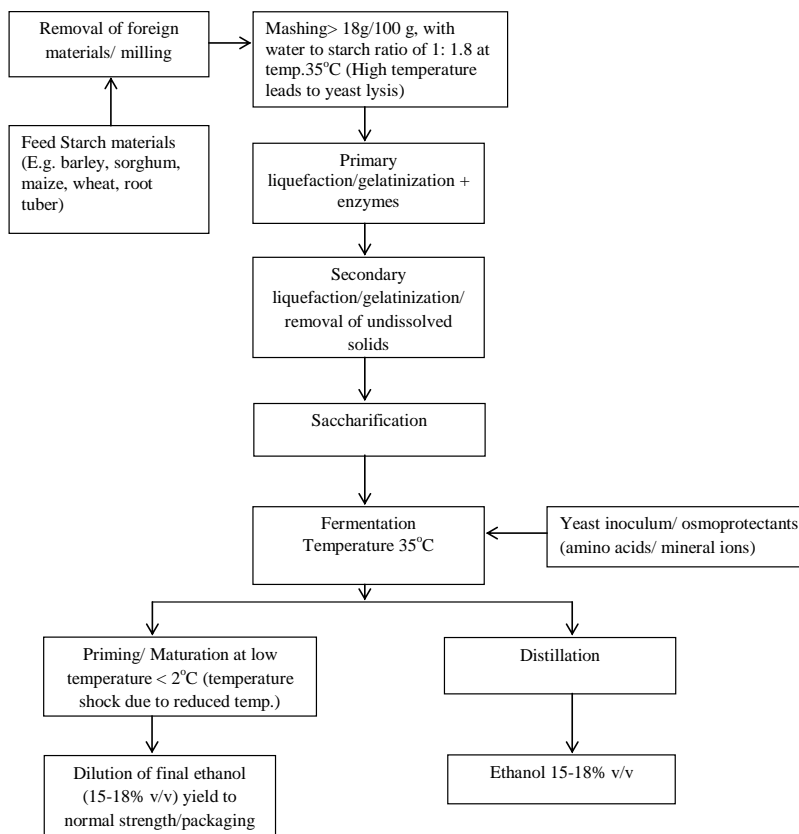 Removal of foreign
materials/ milling
Mashing> 18g/100 g, with
water to starch ratio of 1: 1.8 at
temp.35°C (High temperature
leads to yeast lysis)
Feed Starch materials
(E.g. barley, sorghum,
maize, wheat, root
tuber)
Primary
liquefaction/gelatinization +
enzymes
Secondary
liquefaction/gelatinization/
removal of undissolved
solids
Saccharification
Fermentation
Temperature 35°C
Yeast inoculum/ osmoprotectants
(amino acids/ mineral ions)
Priming/ Maturation at low
temperature < 2°C (temperature
shock due to reduced temp.)
Distillation
Dilution of final ethanol
(15-18% v/v) yield to
normal strength/packaging
Ethanol 15-18% v/v